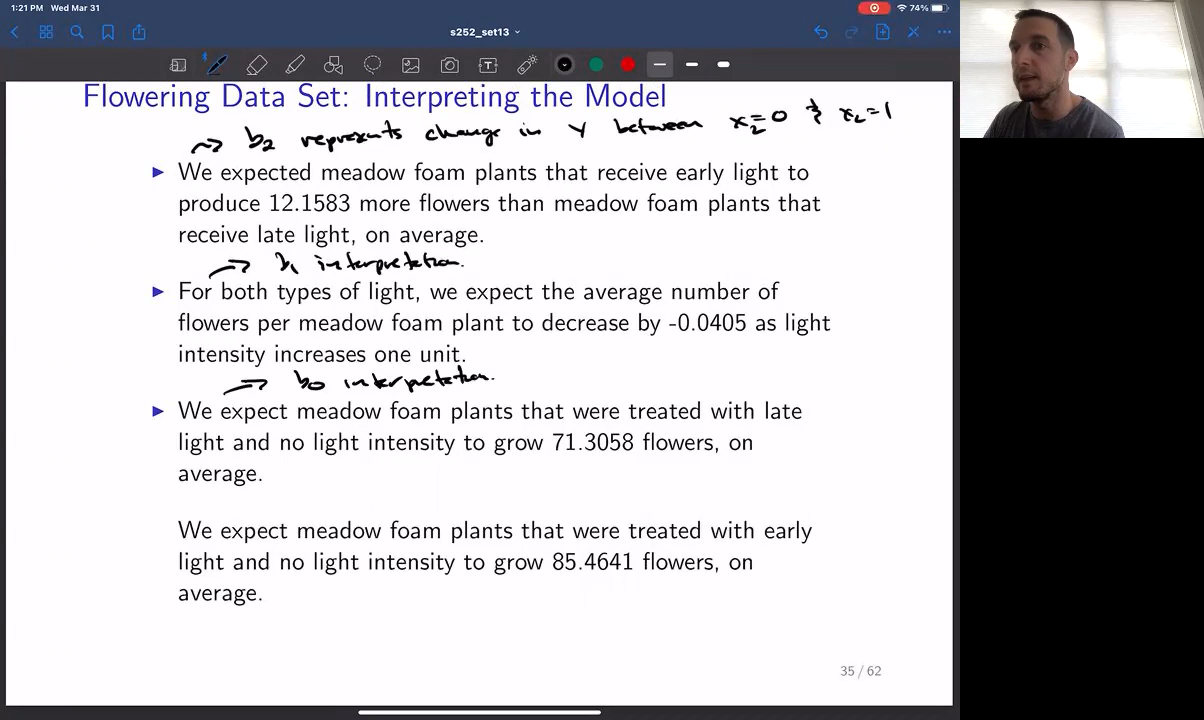 1:21 PM Wed Mar 31
74%
s252_set13
Flowering Data Set: Interpreting the Model
→ b2 represents change in Y between x2=0 & x2=1
▶ We expected meadow foam plants that receive early light to
produce 12.1583 more flowers than meadow foam plants that
receive late light, on average.
→ b1 interpretation.
▶ For both types of light, we expect the average number of
flowers per meadow foam plant to decrease by -0.0405 as light
intensity increases one unit.
→ b0 interpretation.
▶ We expect meadow foam plants that were treated with late
light and no light intensity to grow 71.3058 flowers, on
average.
We expect meadow foam plants that were treated with early
light and no light intensity to grow 85.4641 flowers, on
average.
35 / 62